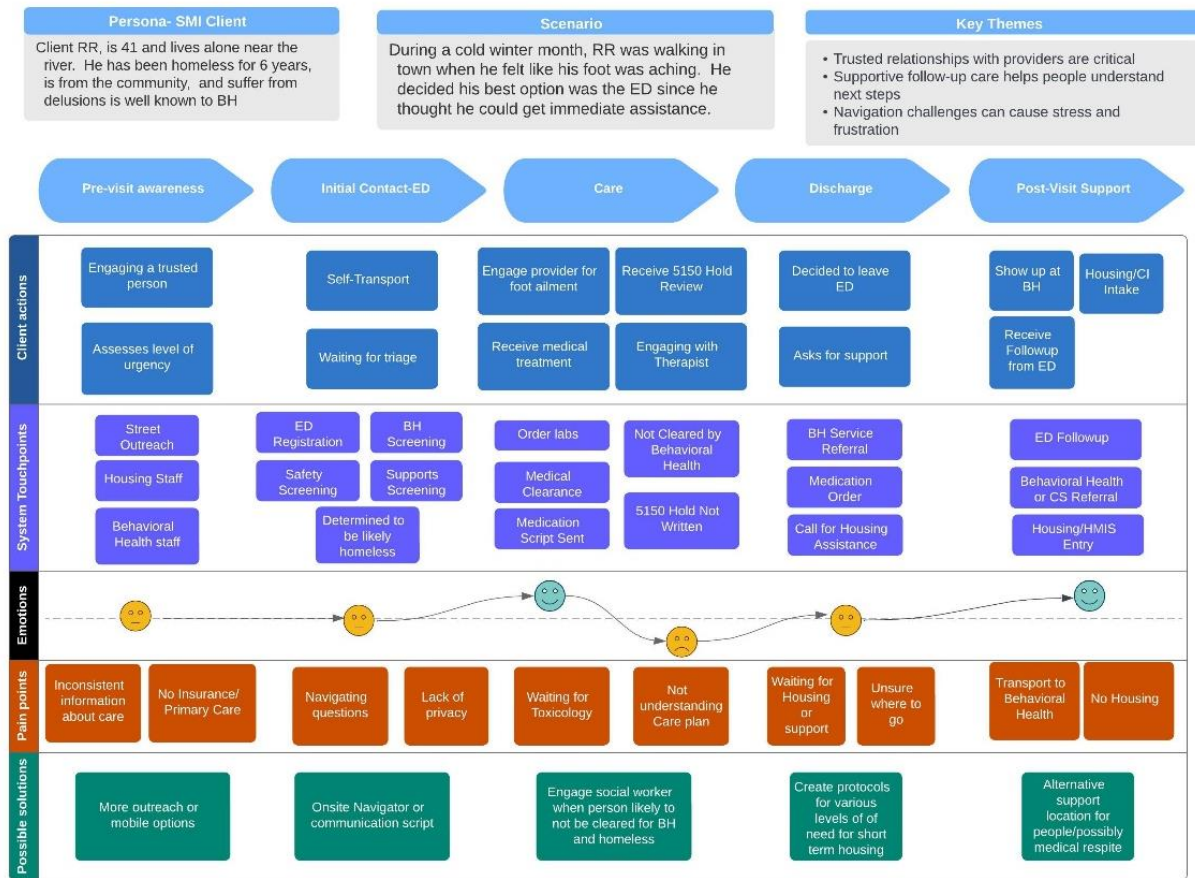 Persona- SMI Client
Client RR, is 41 and lives alone near the
river. He has been homeless for 6 years,
is from the community, and suffer from
delusions is well known to BH
Scenario
During a cold winter month, RR was walking in
town when he felt like his foot was aching. He
decided his best option was the ED since he
thought he could get immediate assistance.
Key Themes
• Trusted relationships with providers are critical
• Supportive follow-up care helps people understand
next steps
• Navigation challenges can cause stress and
frustration
Pre-visit awareness
Initial Contact-ED
Care
Discharge
Post-Visit Support
Client actions
Engaging a trusted
person
Assesses level of
urgency
Self-Transport
Waiting for triage
Engage provider for
foot ailment
Receive 5150 Hold
Review
Receive medical
treatment
Engaging with
Therapist
Decided to leave
ED
Asks for support
Show up at
BH
Housing/CI
Intake
Receive
Followup
from ED
System Touchpoints
Street
Outreach
Housing Staff
Behavioral
Health staff
ED
Registration
BH
Screening
Safety
Screening
Supports
Screening
Determined to
be likely
homeless
Order labs
Not Cleared by
Behavioral
Health
Medical
Clearance
Medication
Script Sent
5150 Hold Not
Written
BH Service
Referral
Medication
Order
Call for Housing
Assistance
ED Followup
Behavioral Health
or CS Referral
Housing/HMIS
Entry
Emotions
Pain points
Inconsistent
information
about care
No Insurance/
Primary Care
Navigating
questions
Lack of
privacy
Waiting for
Toxicology
Not
understanding
Care plan
Waiting for
Housing
or
support
Unsure
where to
go
Transport to
Behavioral
Health
No Housing
Possible solutions
More outreach or
mobile options
Onsite Navigator or
communication script
Engage social worker
when person likely to
not be cleared for BH
and homeless
Create protocols
for various
levels of of
need for short
term housing
Alternative
support
location for
people/possibly
medical respite